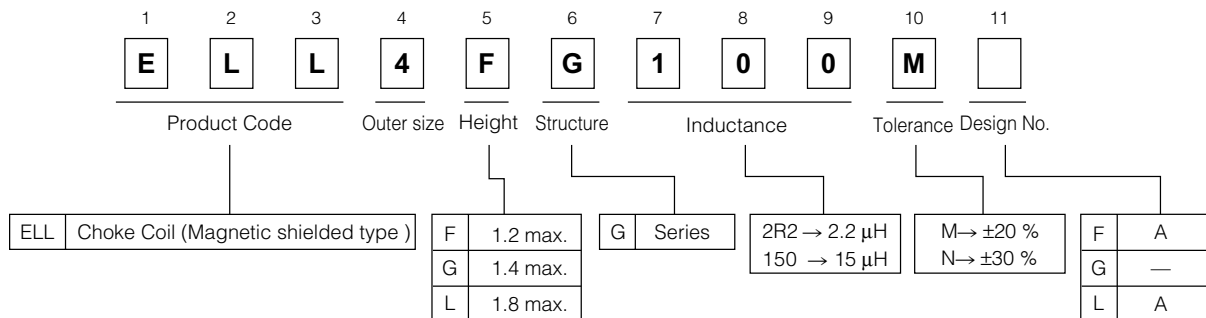 1 2 3 4 5 6 7 8 9 10 11
E L L 4 F G 1 0 0 M
Product Code Outer size Height Structure Inductance Tolerance Design No.
ELL Choke Coil (Magnetic shielded type )
F 1.2 max.
G 1.4 max.
L 1.8 max.
G Series
2R2 → 2.2 μH
150 → 15 μH
M→ ±20 %
N→ ±30 %
F A
G —
L A